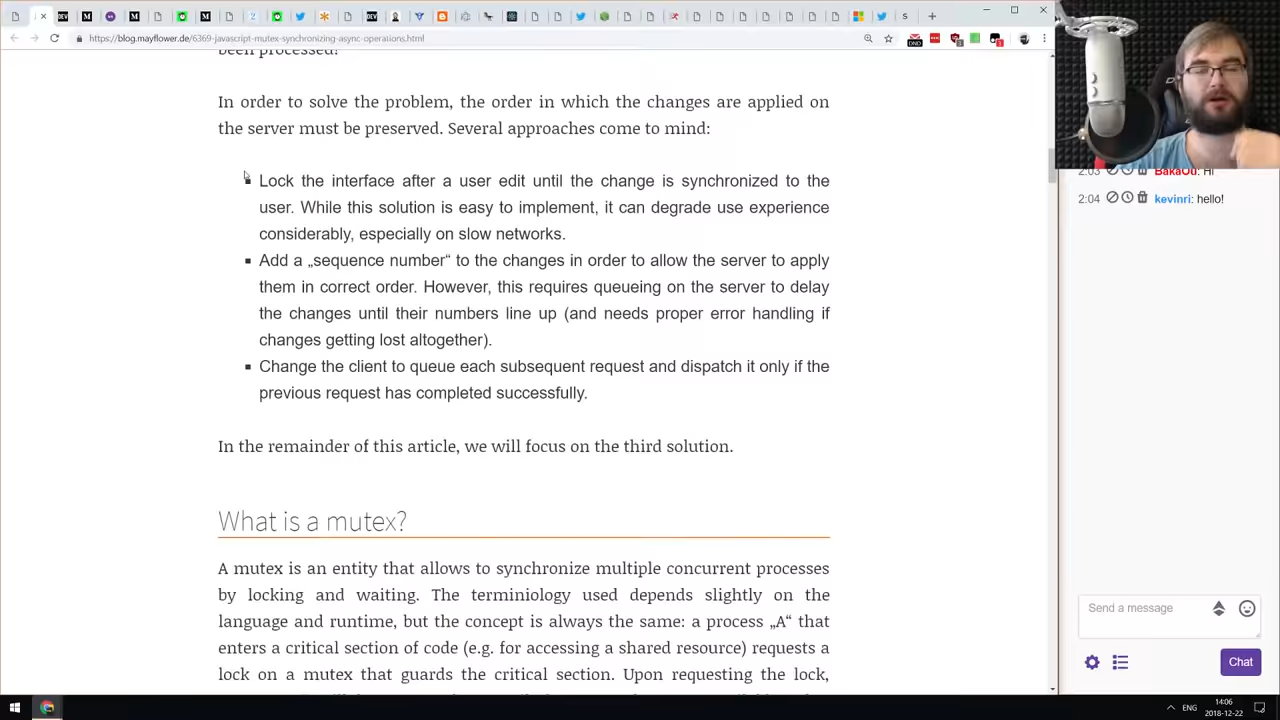 https://blog.mayflower.de/6369-javascript-mutex-synchronizing-async-operations.html
been processed!
In order to solve the problem, the order in which the changes are applied on
the server must be preserved. Several approaches come to mind:
Lock the interface after a user edit until the change is synchronized to the
user. While this solution is easy to implement, it can degrade use experience
considerably, especially on slow networks.
Add a „sequence number“ to the changes in order to allow the server to apply
them in correct order. However, this requires queueing on the server to delay
the changes until their numbers line up (and needs proper error handling if
changes getting lost altogether).
Change the client to queue each subsequent request and dispatch it only if the
previous request has completed successfully.
In the remainder of this article, we will focus on the third solution.
What is a mutex?
A mutex is an entity that allows to synchronize multiple concurrent processes
by locking and waiting. The terminiology used depends slightly on the
language and runtime, but the concept is always the same: a process „A“ that
enters a critical section of code (e.g. for accessing a shared resource) requests a
lock on a mutex that guards the critical section. Upon requesting the lock,
2:03 BakaOu: Hi
2:04 kevinri: hello!
Send a message
Chat
ENG
14:06
2018-12-22